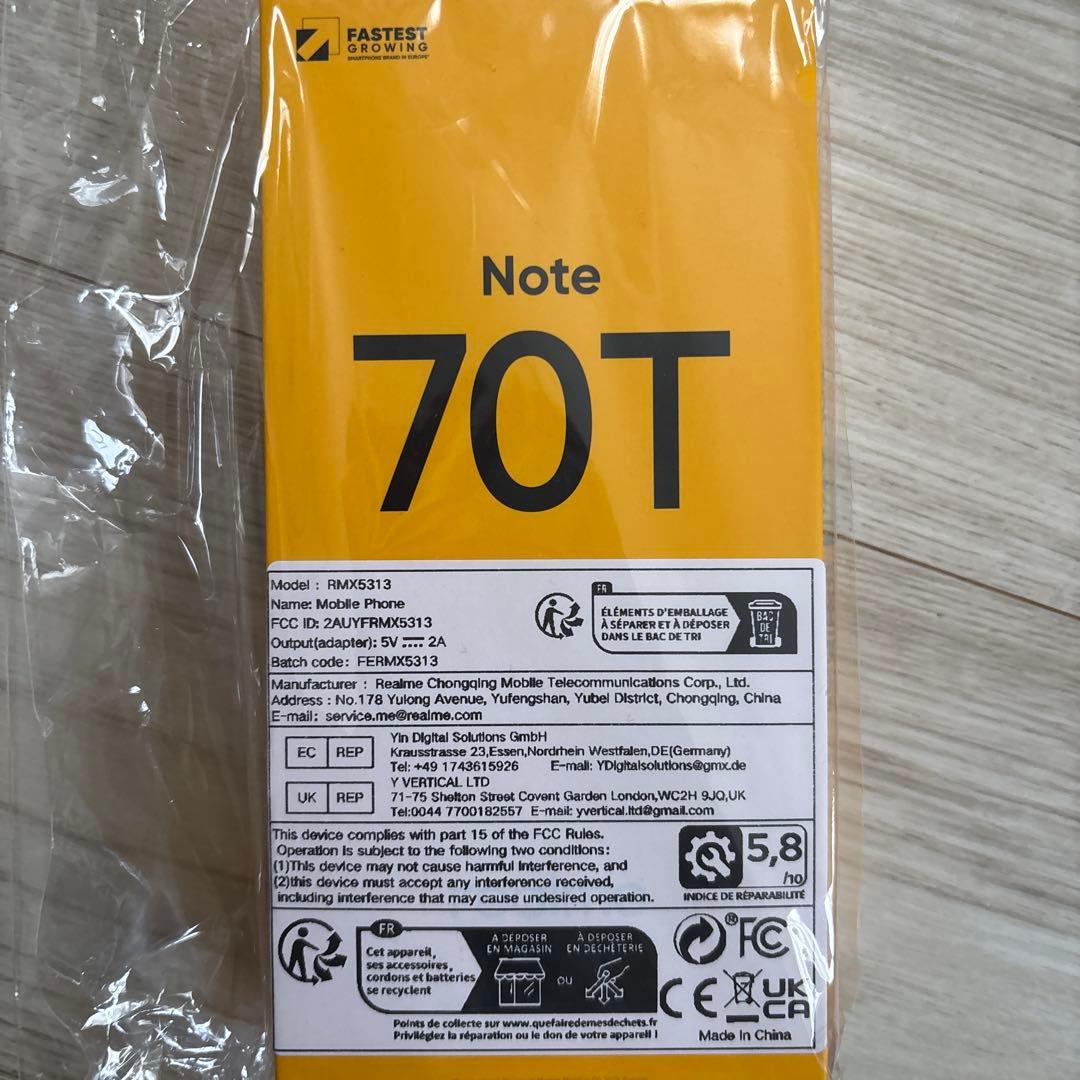 FASTEST
GROWING
SMARTPHONE BRAND IN EUROPE*
Note
70T
Model : RMX5313
Name: Mobile Phone
FCC ID: 2AUYFRMX5313
Output(adapter): 5V ⎓ 2A
Batch code: FERMX5313
FR
ÉLÉMENTS D'EMBALLAGE
À SÉPARER ET À DÉPOSER
DANS LE BAC DE TRI
BAC
DE
TRI
Manufacturer : Realme Chongqing Mobile Telecommunications Corp., Ltd.
Address : No.178 Yulong Avenue, Yufengshan, Yubei District, Chongqing, China
E-mail: service.me@realme.com
EC REP
Yin Digital Solutions GmbH
Krausstrasse 23,Essen,Nordrhein Westfalen,DE(Germany)
Tel: +49 1743615926 E-mail: YDigitalsolutions@gmx.de
UK REP
Y VERTICAL LTD
71-75 Shelton Street Covent Garden London,WC2H 9JQ,UK
Tel:0044 7700182557 E-mail: yvertical.ltd@gmail.com
This device complies with part 15 of the FCC Rules.
Operation is subject to the following two conditions:
(1)This device may not cause harmful interference, and
(2)this device must accept any interference received,
including interference that may cause undesired operation.
5,8
/10
INDICE DE RÉPARABILITÉ
FR
Cet appareil,
ses accessoires,
cordons et batteries
se recyclent
À DÉPOSER
EN MAGASIN
OU
À DÉPOSER
EN DÉCHÈTERIE
Points de collecte sur www.quefairedemesdechets.fr
Privilégiez la réparation ou le don de votre appareil !
® FC
CE
UK
CA
Made in China